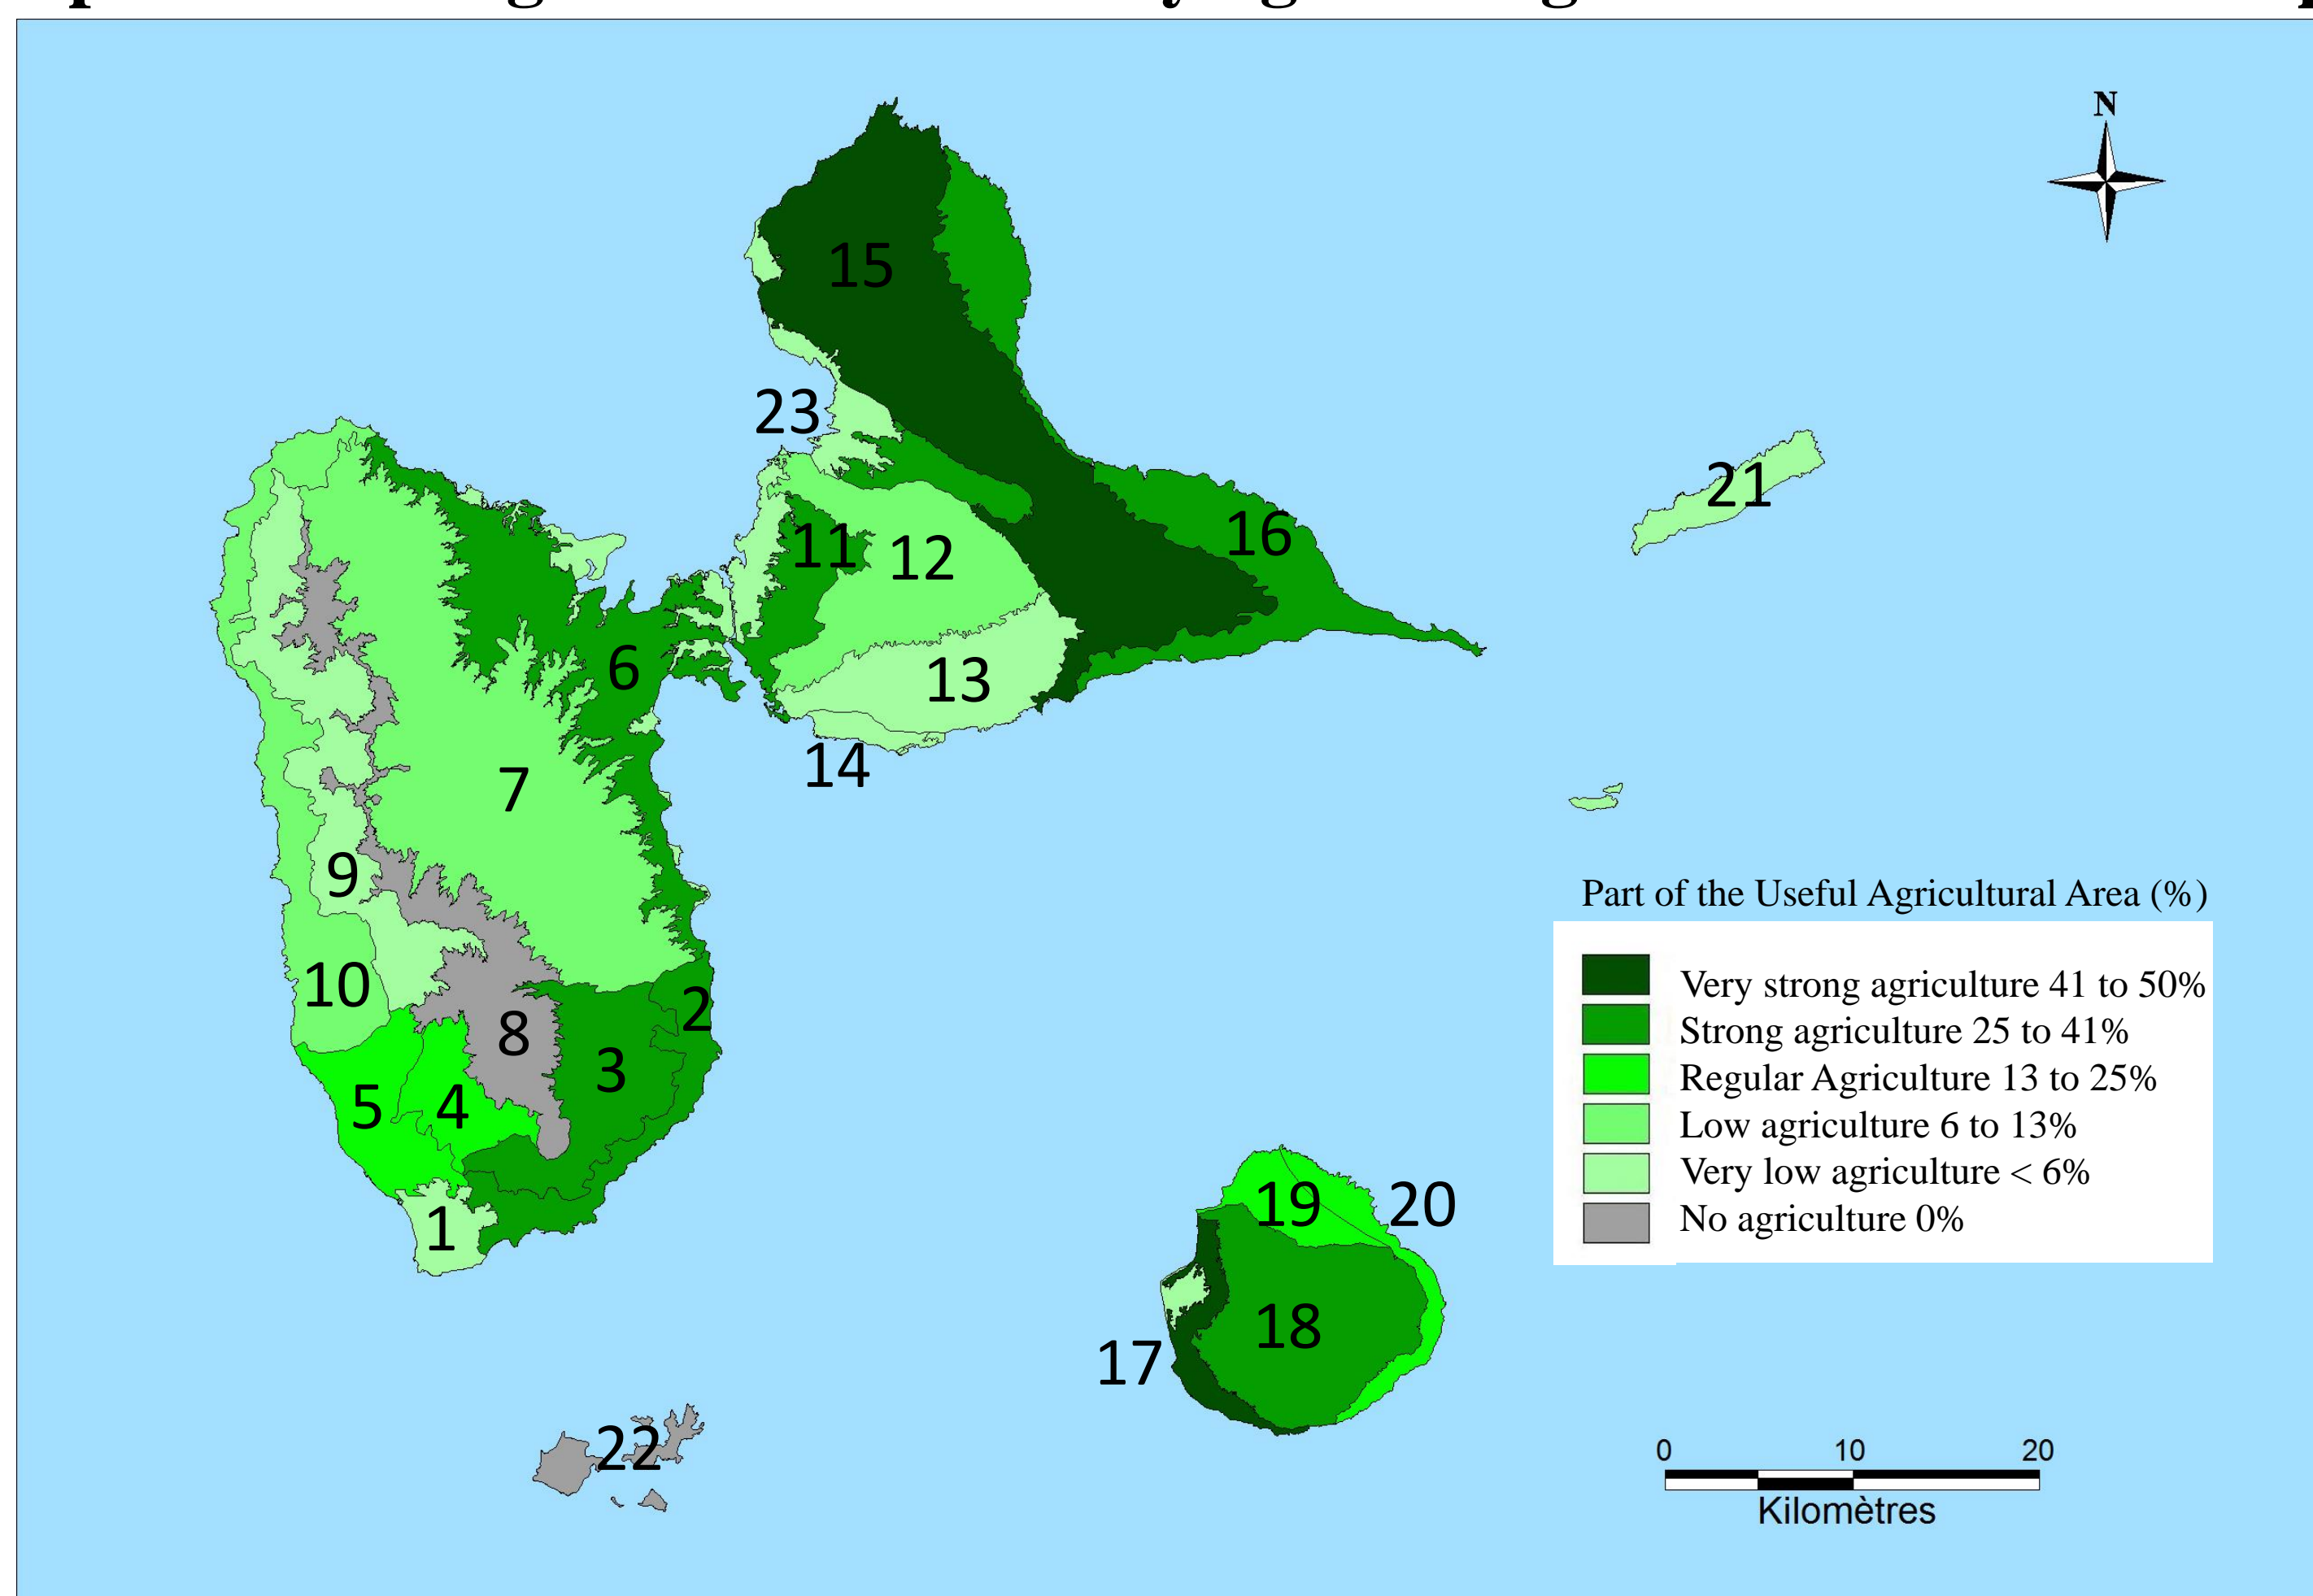 N
15
23
21
16
11
12
6
13
14
7
9
10
2
8
3
5
4
1
19
20
18
17
22
Part of the Useful Agricultural Area (%)
Very strong agriculture 41 to 50%
Strong agriculture 25 to 41%
Regular Agriculture 13 to 25%
Low agriculture 6 to 13%
Very low agriculture < 6%
No agriculture 0%
0 10 20
Kilomètres